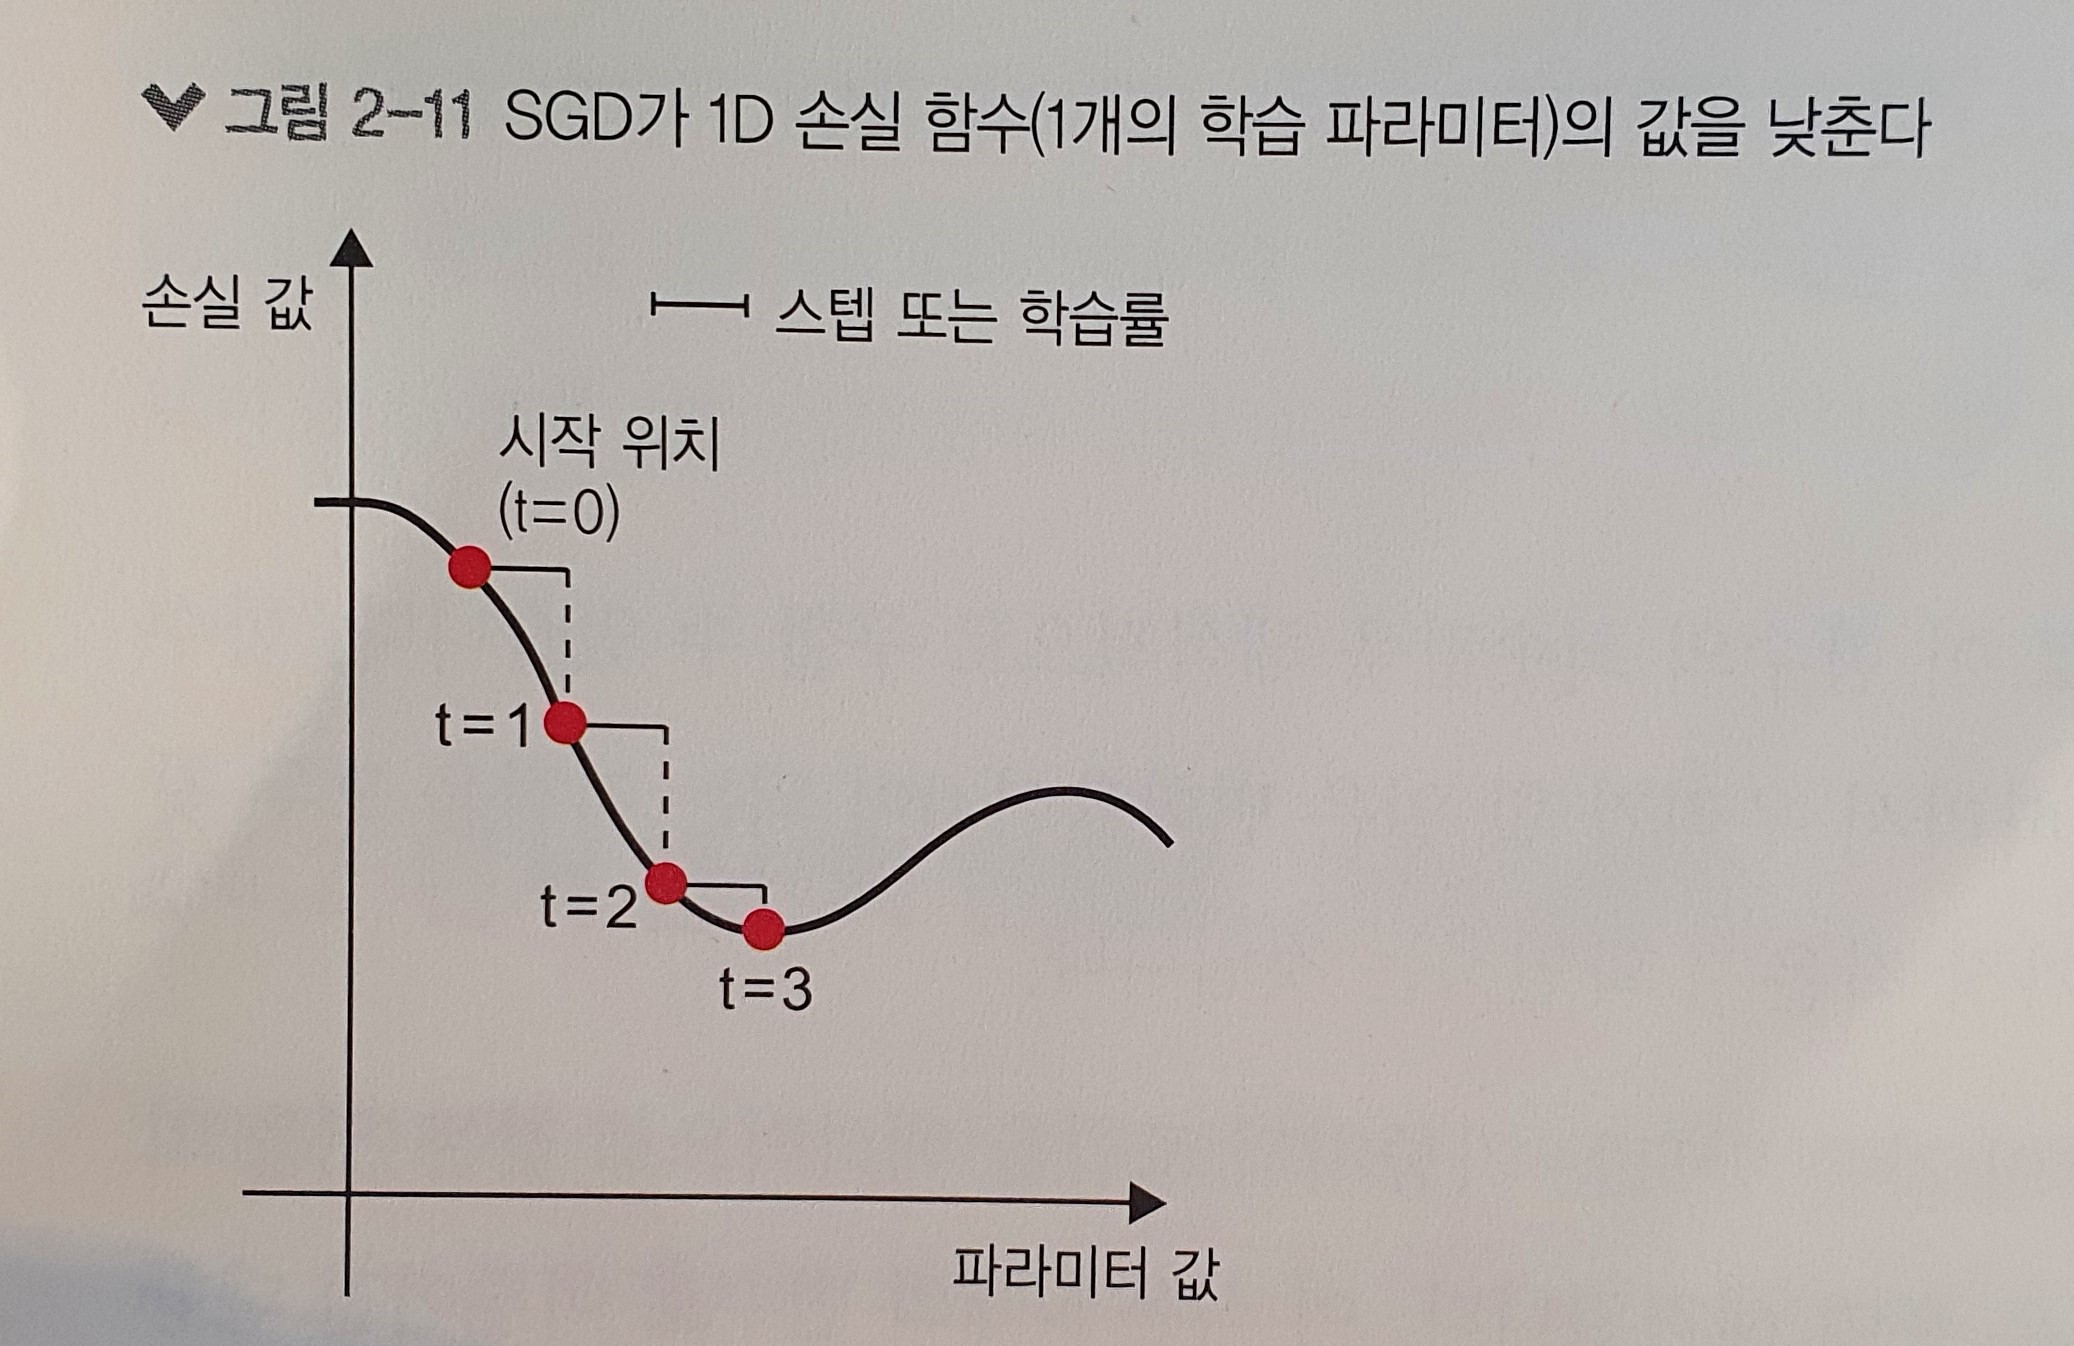 그림 2-11 SGD가 1D 손실 함수(1개의 학습 파라미터)의 값을 낮춘다
손실 값
스텝 또는 학습률
시작 위치
(t=0)
t=1
t=2
t=3
파라미터 값